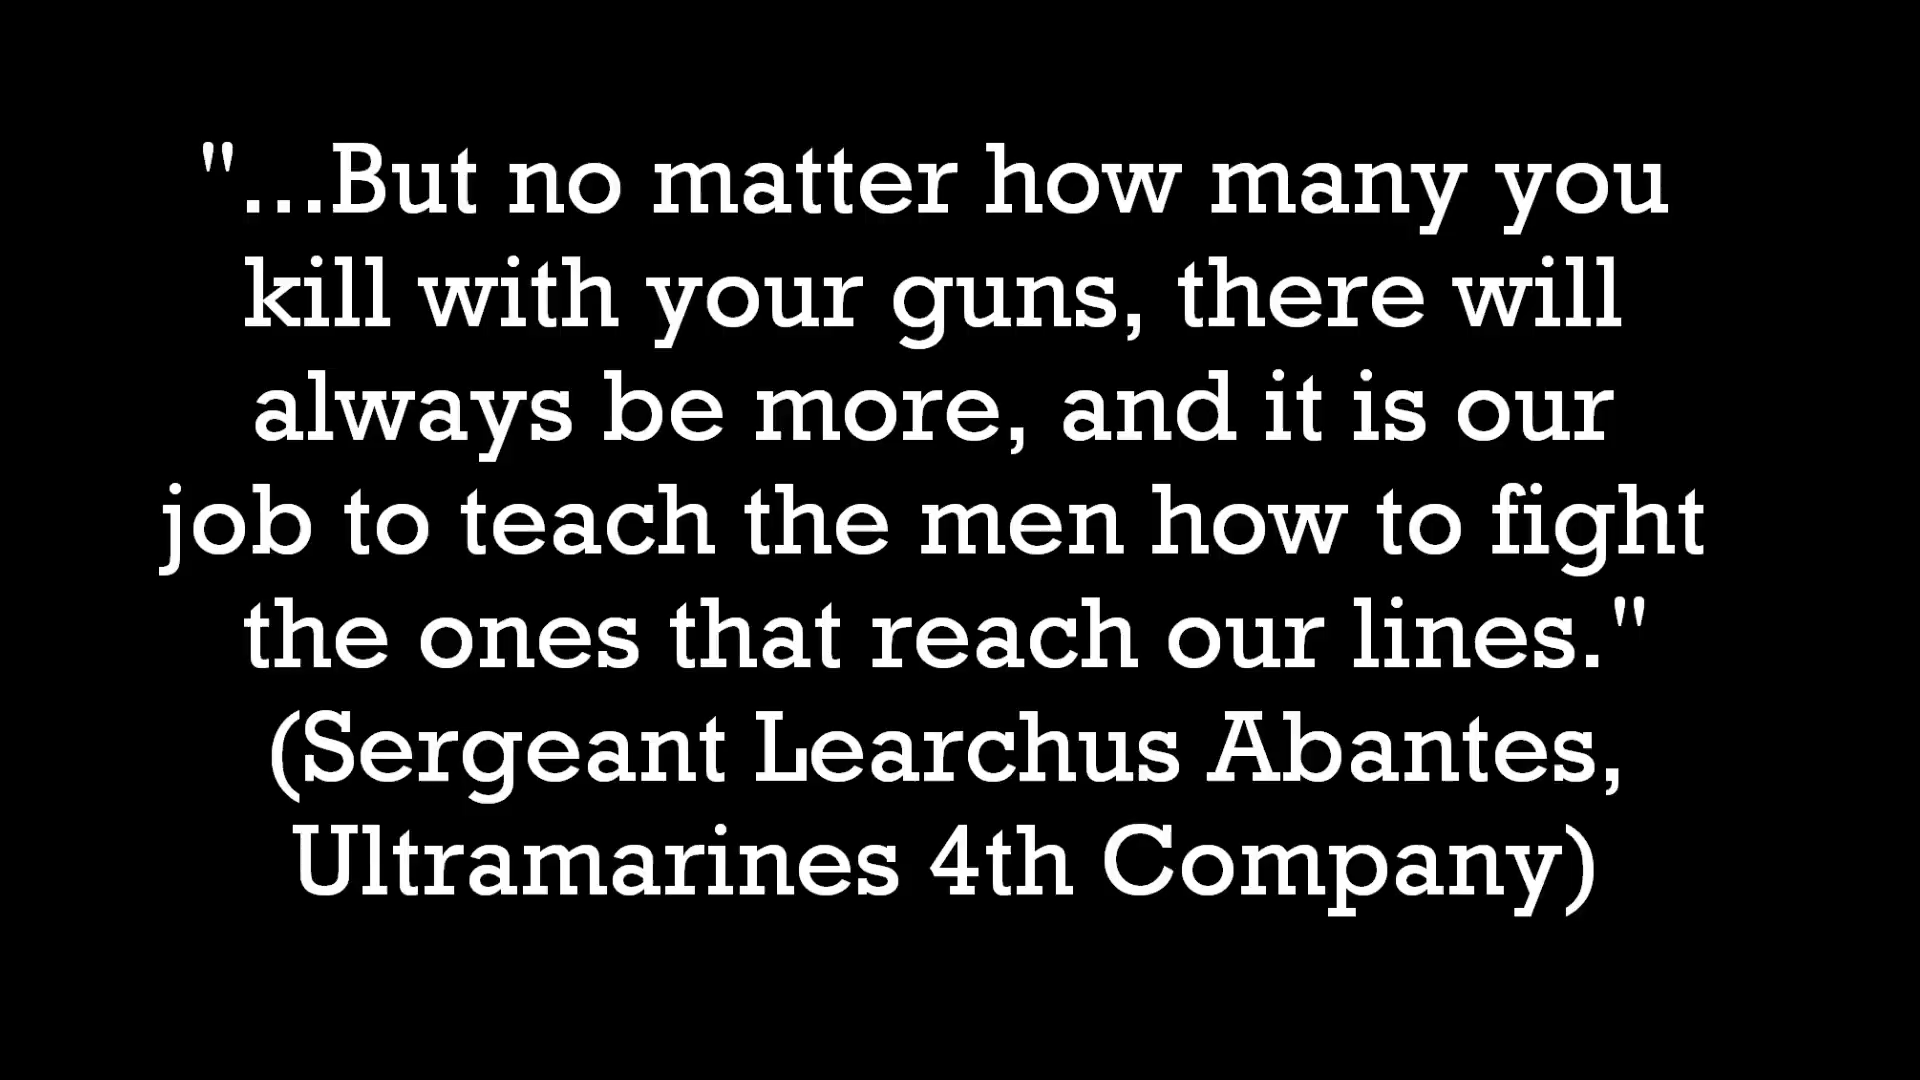 "...But no matter how many you
kill with your guns, there will
always be more, and it is our
job to teach the men how to fight
the ones that reach our lines."
(Sergeant Learchus Abantes,
Ultramarines 4th Company)